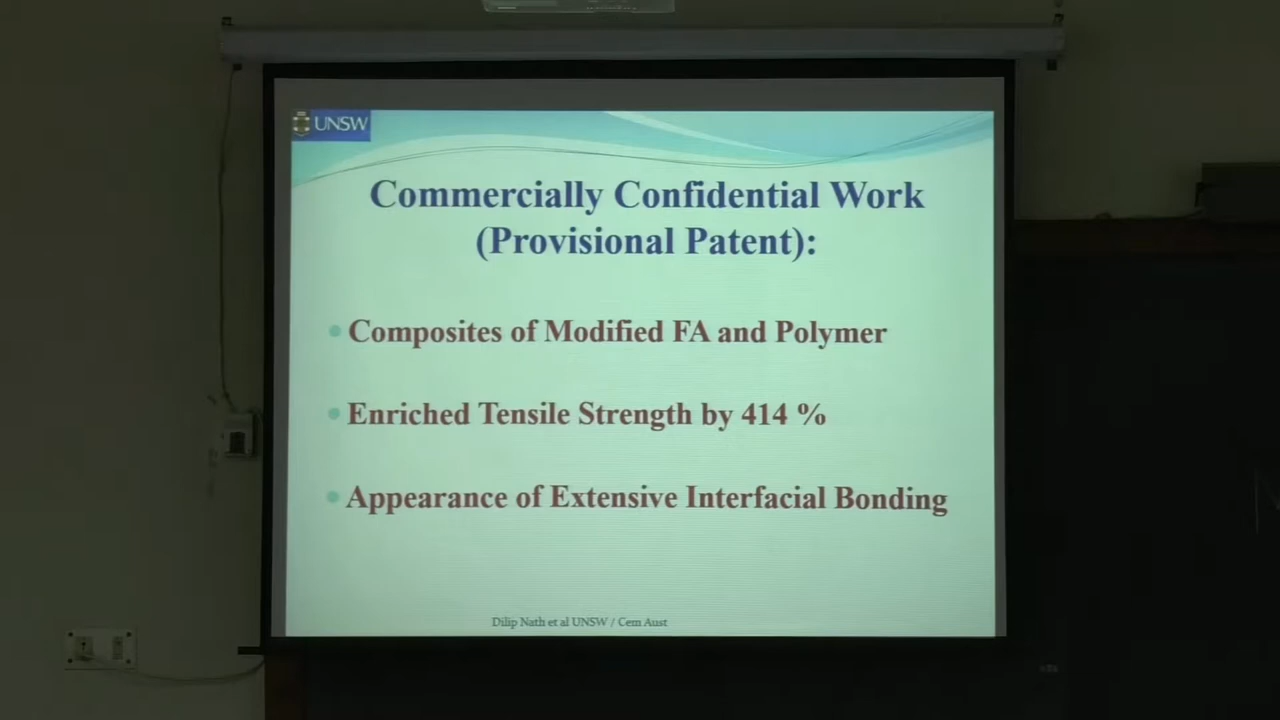 UNSW
Commercially Confidential Work
(Provisional Patent):
• Composites of Modified FA and Polymer
• Enriched Tensile Strength by 414 %
• Appearance of Extensive Interfacial Bonding
Dilip Nath et al UNSW / Cem Aust